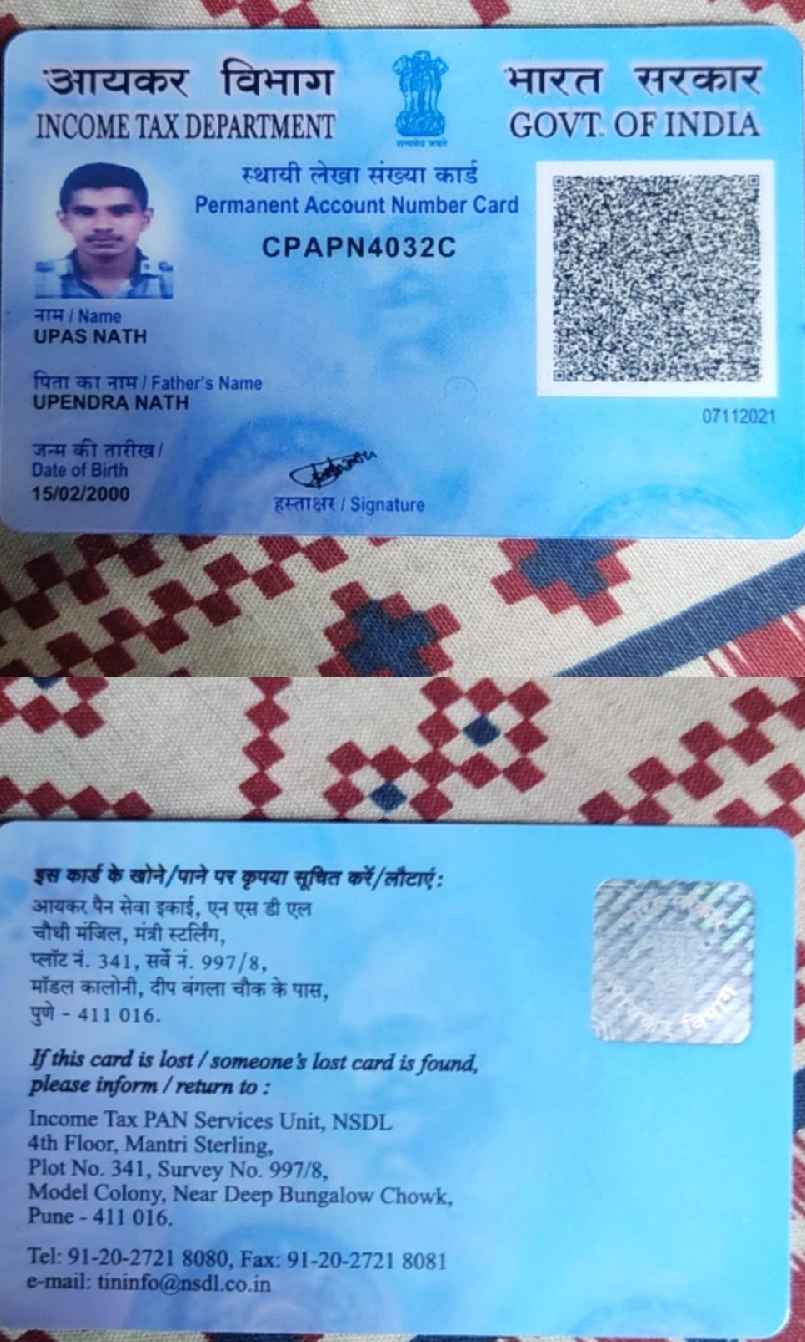 आयकर विभाग
INCOME TAX DEPARTMENT
सत्यमेव जयते
भारत सरकार
GOVT. OF INDIA
स्थायी लेखा संख्या कार्ड
Permanent Account Number Card
CPAPN4032C
नाम / Name
UPAS NATH
पिता का नाम / Father's Name
UPENDRA NATH
जन्म की तारीख /
Date of Birth
15/02/2000
हस्ताक्षर / Signature
07112021
इस कार्ड के खोने/पाने पर कृपया सूचित करें/लौटाएं:
आयकर पैन सेवा इकाई, एन एस डी एल
चौथी मंजिल, मंत्री स्टर्लिंग,
प्लॉट नं. 341, सर्वे नं. 997/8,
मॉडल कालोनी, दीप बंगला चौक के पास,
पुणे - 411 016.
If this card is lost / someone's lost card is found,
please inform / return to :
Income Tax PAN Services Unit, NSDL
4th Floor, Mantri Sterling,
Plot No. 341, Survey No. 997/8,
Model Colony, Near Deep Bungalow Chowk,
Pune - 411 016.
Tel: 91-20-2721 8080, Fax: 91-20-2721 8081
e-mail: tininfo@nsdl.co.in